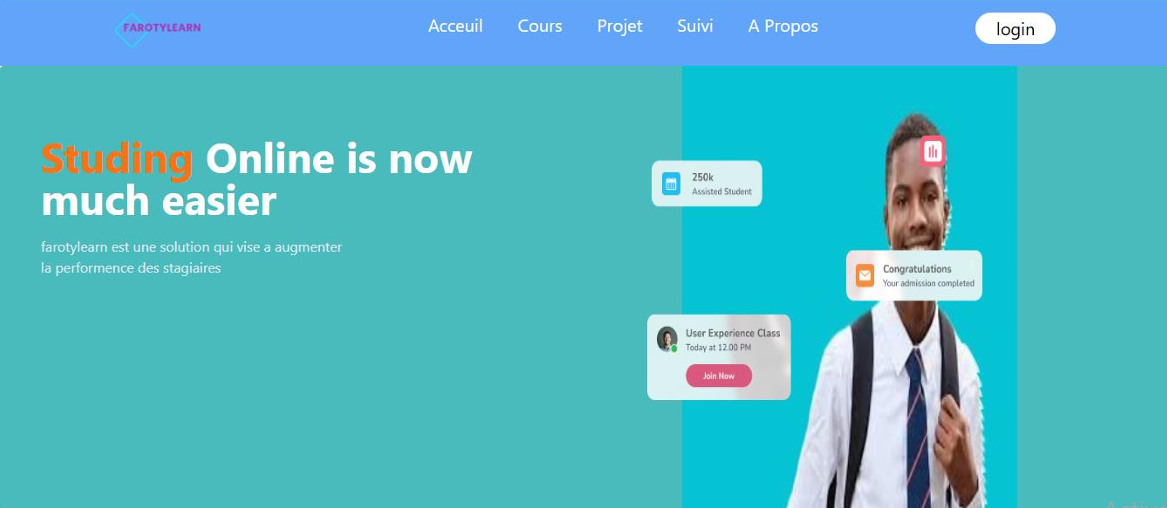 FAROTYLEARN
Acceuil
Cours
Projet
Suivi
A Propos
login
Studing Online is now
much easier
farotylearn est une solution qui vise a augmenter
la performence des stagiaires
250k
Assisted Student
Congratulations
Your admission completed
User Experience Class
Today at 12.00 PM
Join Now